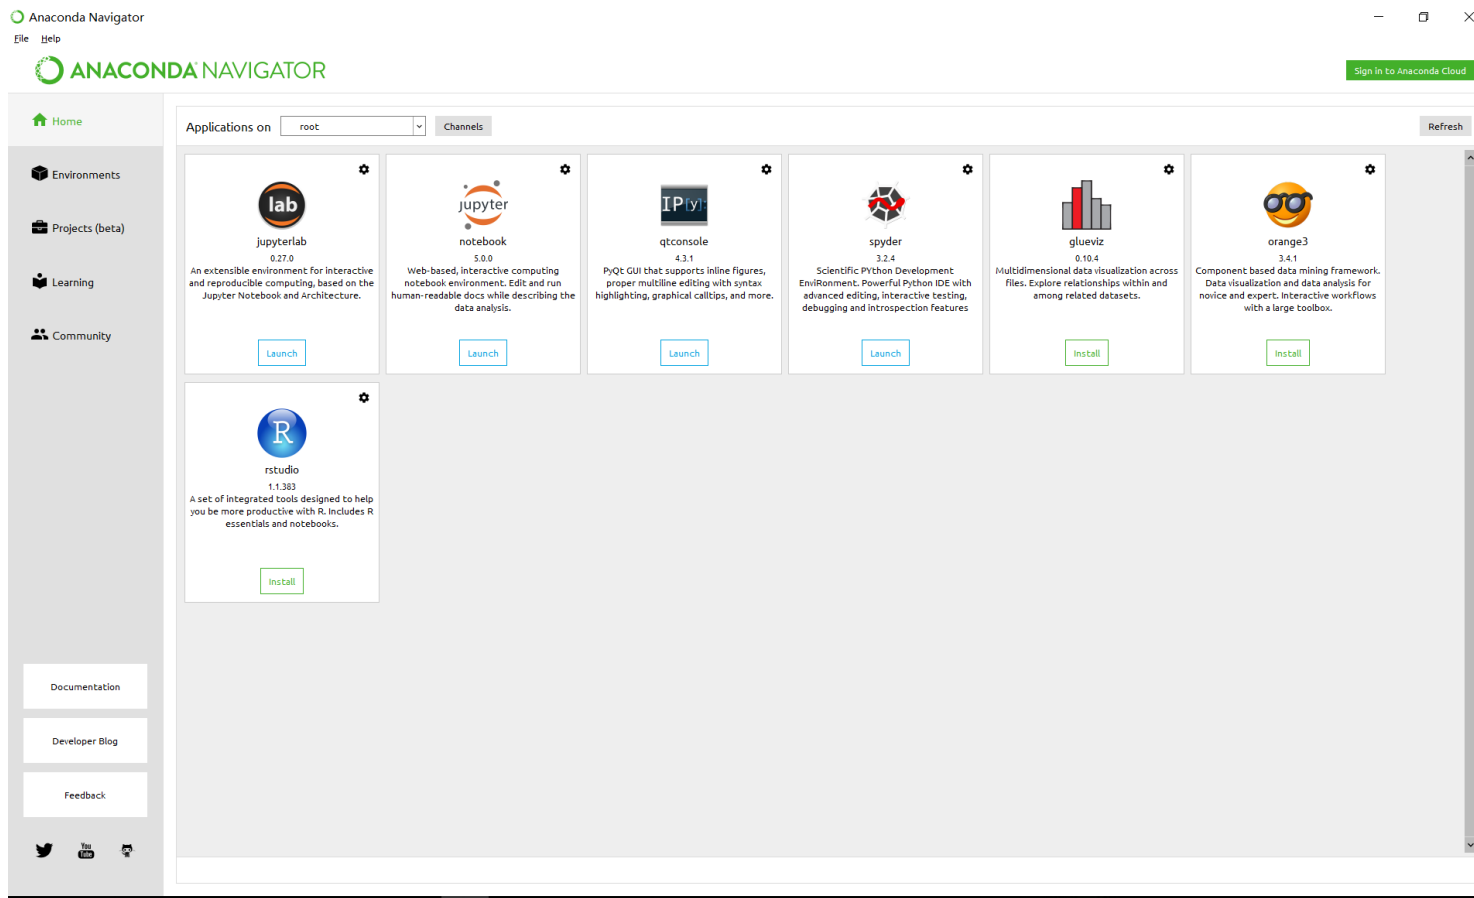 Anaconda Navigator
File Help
ANACONDA NAVIGATOR
Sign in to Anaconda Cloud
Home
Environments
Projects (beta)
Learning
Community
Documentation
Developer Blog
Feedback
You
Tube
Applications on root Channels
Refresh
lab
jupyterlab
0.27.0
An extensible environment for interactive
and reproducible computing, based on the
Jupyter Notebook and Architecture.
Launch
jupyter
notebook
5.0.0
Web-based, interactive computing
notebook environment. Edit and run
human-readable docs while describing the
data analysis.
Launch
IP[y]:
qtconsole
4.3.1
PyQt GUI that supports inline figures,
proper multiline editing with syntax
highlighting, graphical calltips, and more.
Launch
spyder
3.2.4
Scientific PYthon Development
EnviRonment. Powerful Python IDE with
advanced editing, interactive testing,
debugging and introspection features
Launch
glueviz
0.10.4
Multidimensional data visualization across
files. Explore relationships within and
among related datasets.
Install
orange3
3.4.1
Component based data mining framework.
Data visualization and data analysis for
novice and expert. Interactive workflows
with a large toolbox.
Install
R
rstudio
1.1.383
A set of integrated tools designed to help
you be more productive with R. Includes R
essentials and notebooks.
Install